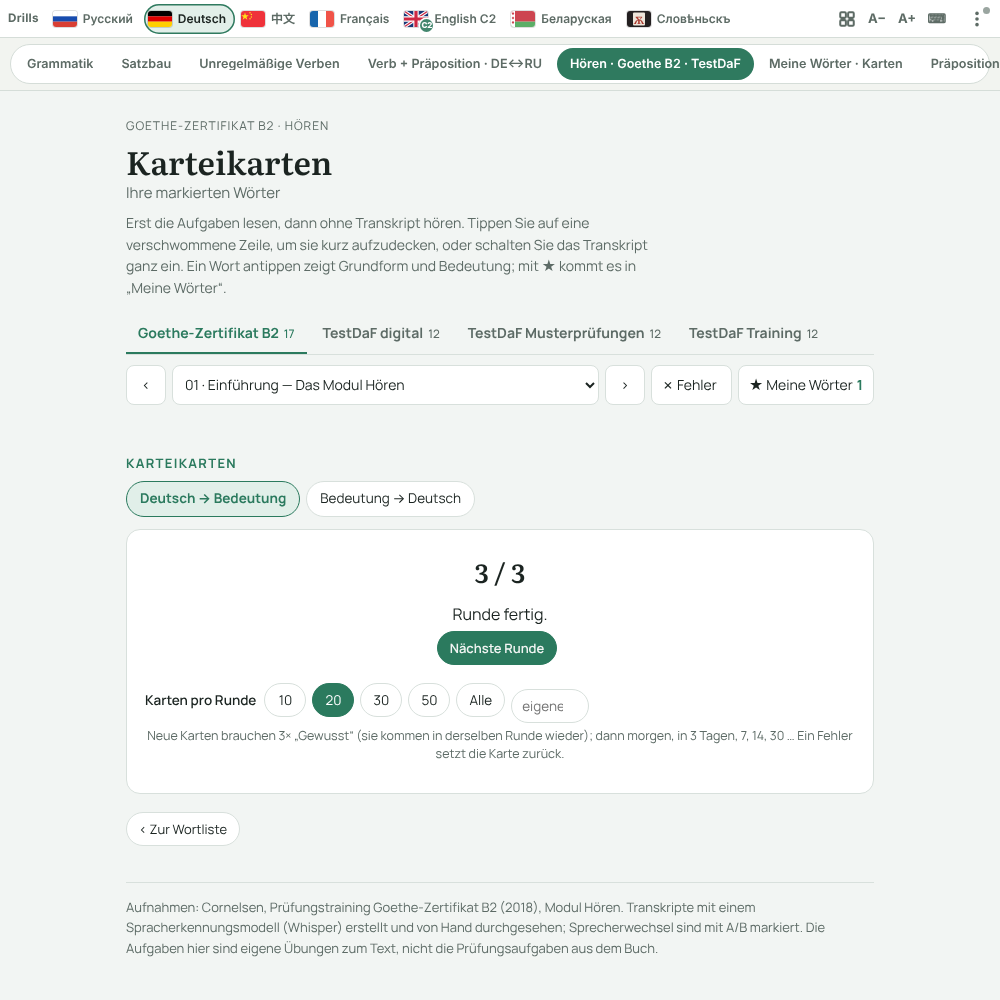 Drills Русский Deutsch 中文 Français English C2 C2 Беларуская Словѣньскъ A− A+
Grammatik Satzbau Unregelmäßige Verben Verb + Präposition · DE↔RU Hören · Goethe B2 · TestDaF Meine Wörter · Karten Präposition
GOETHE-ZERTIFIKAT B2 · HÖREN
Karteikarten
Ihre markierten Wörter
Erst die Aufgaben lesen, dann ohne Transkript hören. Tippen Sie auf eine
verschwommene Zeile, um sie kurz aufzudecken, oder schalten Sie das Transkript
ganz ein. Ein Wort antippen zeigt Grundform und Bedeutung; mit ★ kommt es in
„Meine Wörter“.
Goethe-Zertifikat B2 17 TestDaF digital 12 TestDaF Musterprüfungen 12 TestDaF Training 12
‹ 01 · Einführung — Das Modul Hören › × Fehler ★ Meine Wörter 1
KARTEIKARTEN
Deutsch → Bedeutung Bedeutung → Deutsch
3 / 3
Runde fertig.
Nächste Runde
Karten pro Runde 10 20 30 50 Alle eigene
Neue Karten brauchen 3× „Gewusst“ (sie kommen in derselben Runde wieder); dann morgen, in 3 Tagen, 7, 14, 30 … Ein Fehler
setzt die Karte zurück.
‹ Zur Wortliste
Aufnahmen: Cornelsen, Prüfungstraining Goethe-Zertifikat B2 (2018), Modul Hören. Transkripte mit einem
Spracherkennungsmodell (Whisper) erstellt und von Hand durchgesehen; Sprecherwechsel sind mit A/B markiert. Die
Aufgaben hier sind eigene Übungen zum Text, nicht die Prüfungsaufgaben aus dem Buch.